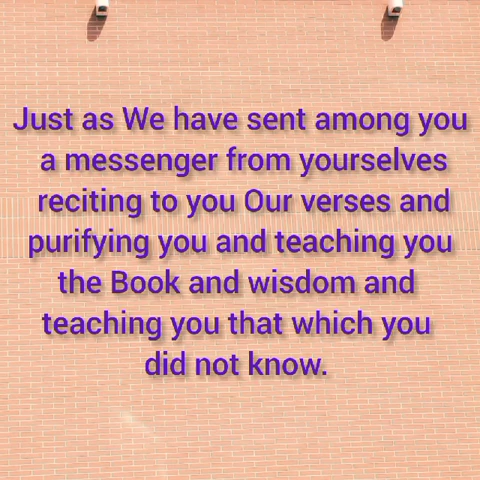 Just as We have sent among you
a messenger from yourselves
reciting to you Our verses and
purifying you and teaching you
the Book and wisdom and
teaching you that which you
did not know.